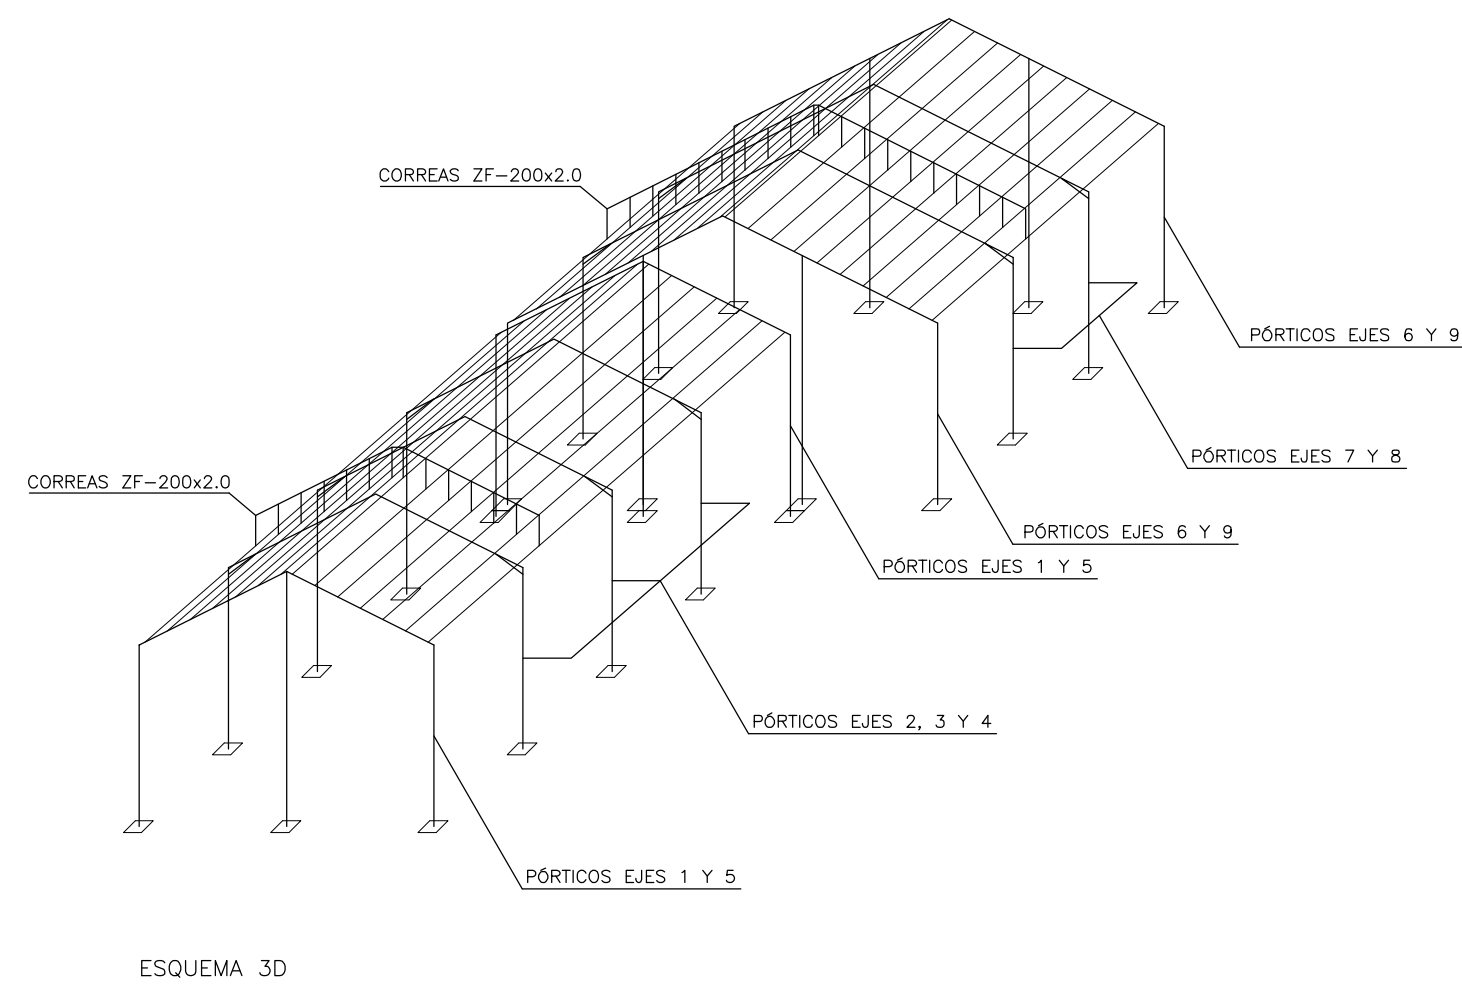 CORREAS ZF-200x2.0
PÓRTICOS EJES 6 Y 9
PÓRTICOS EJES 7 Y 8
CORREAS ZF-200x2.0
PÓRTICOS EJES 6 Y 9
PÓRTICOS EJES 1 Y 5
PÓRTICOS EJES 2, 3 Y 4
PÓRTICOS EJES 1 Y 5
ESQUEMA 3D